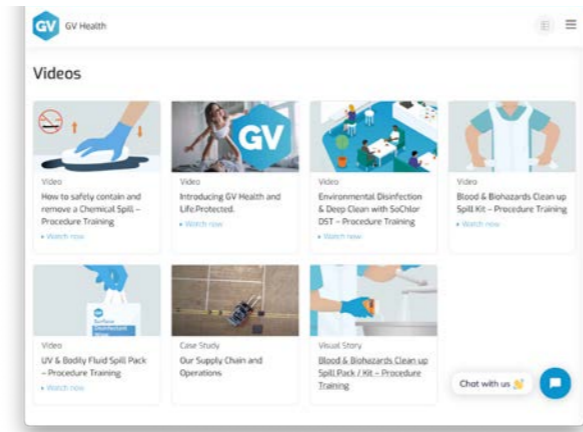 GV
GV Health
Videos
Video
How to safely contain and
remove a Chemical Spill –
Procedure Training
Watch now
GV
Video
Introducing GV Health and
Life.Protected.
Watch now
Video
Environmental Disinfection
& Deep Clean with SoChlor
DST – Procedure Training
Watch now
Video
Blood & Biohazards Clean up
Spill Kit – Procedure Training
Watch now
Surface
Disinfectant
Video
UV & Bodily Fluid Spill Pack
– Procedure Training
Watch now
Case Study
Our Supply Chain and
Operations
Visual Story
Blood & Biohazards Clean up
Spill Pack / Kit – Procedure
Training
Chat with us 👋